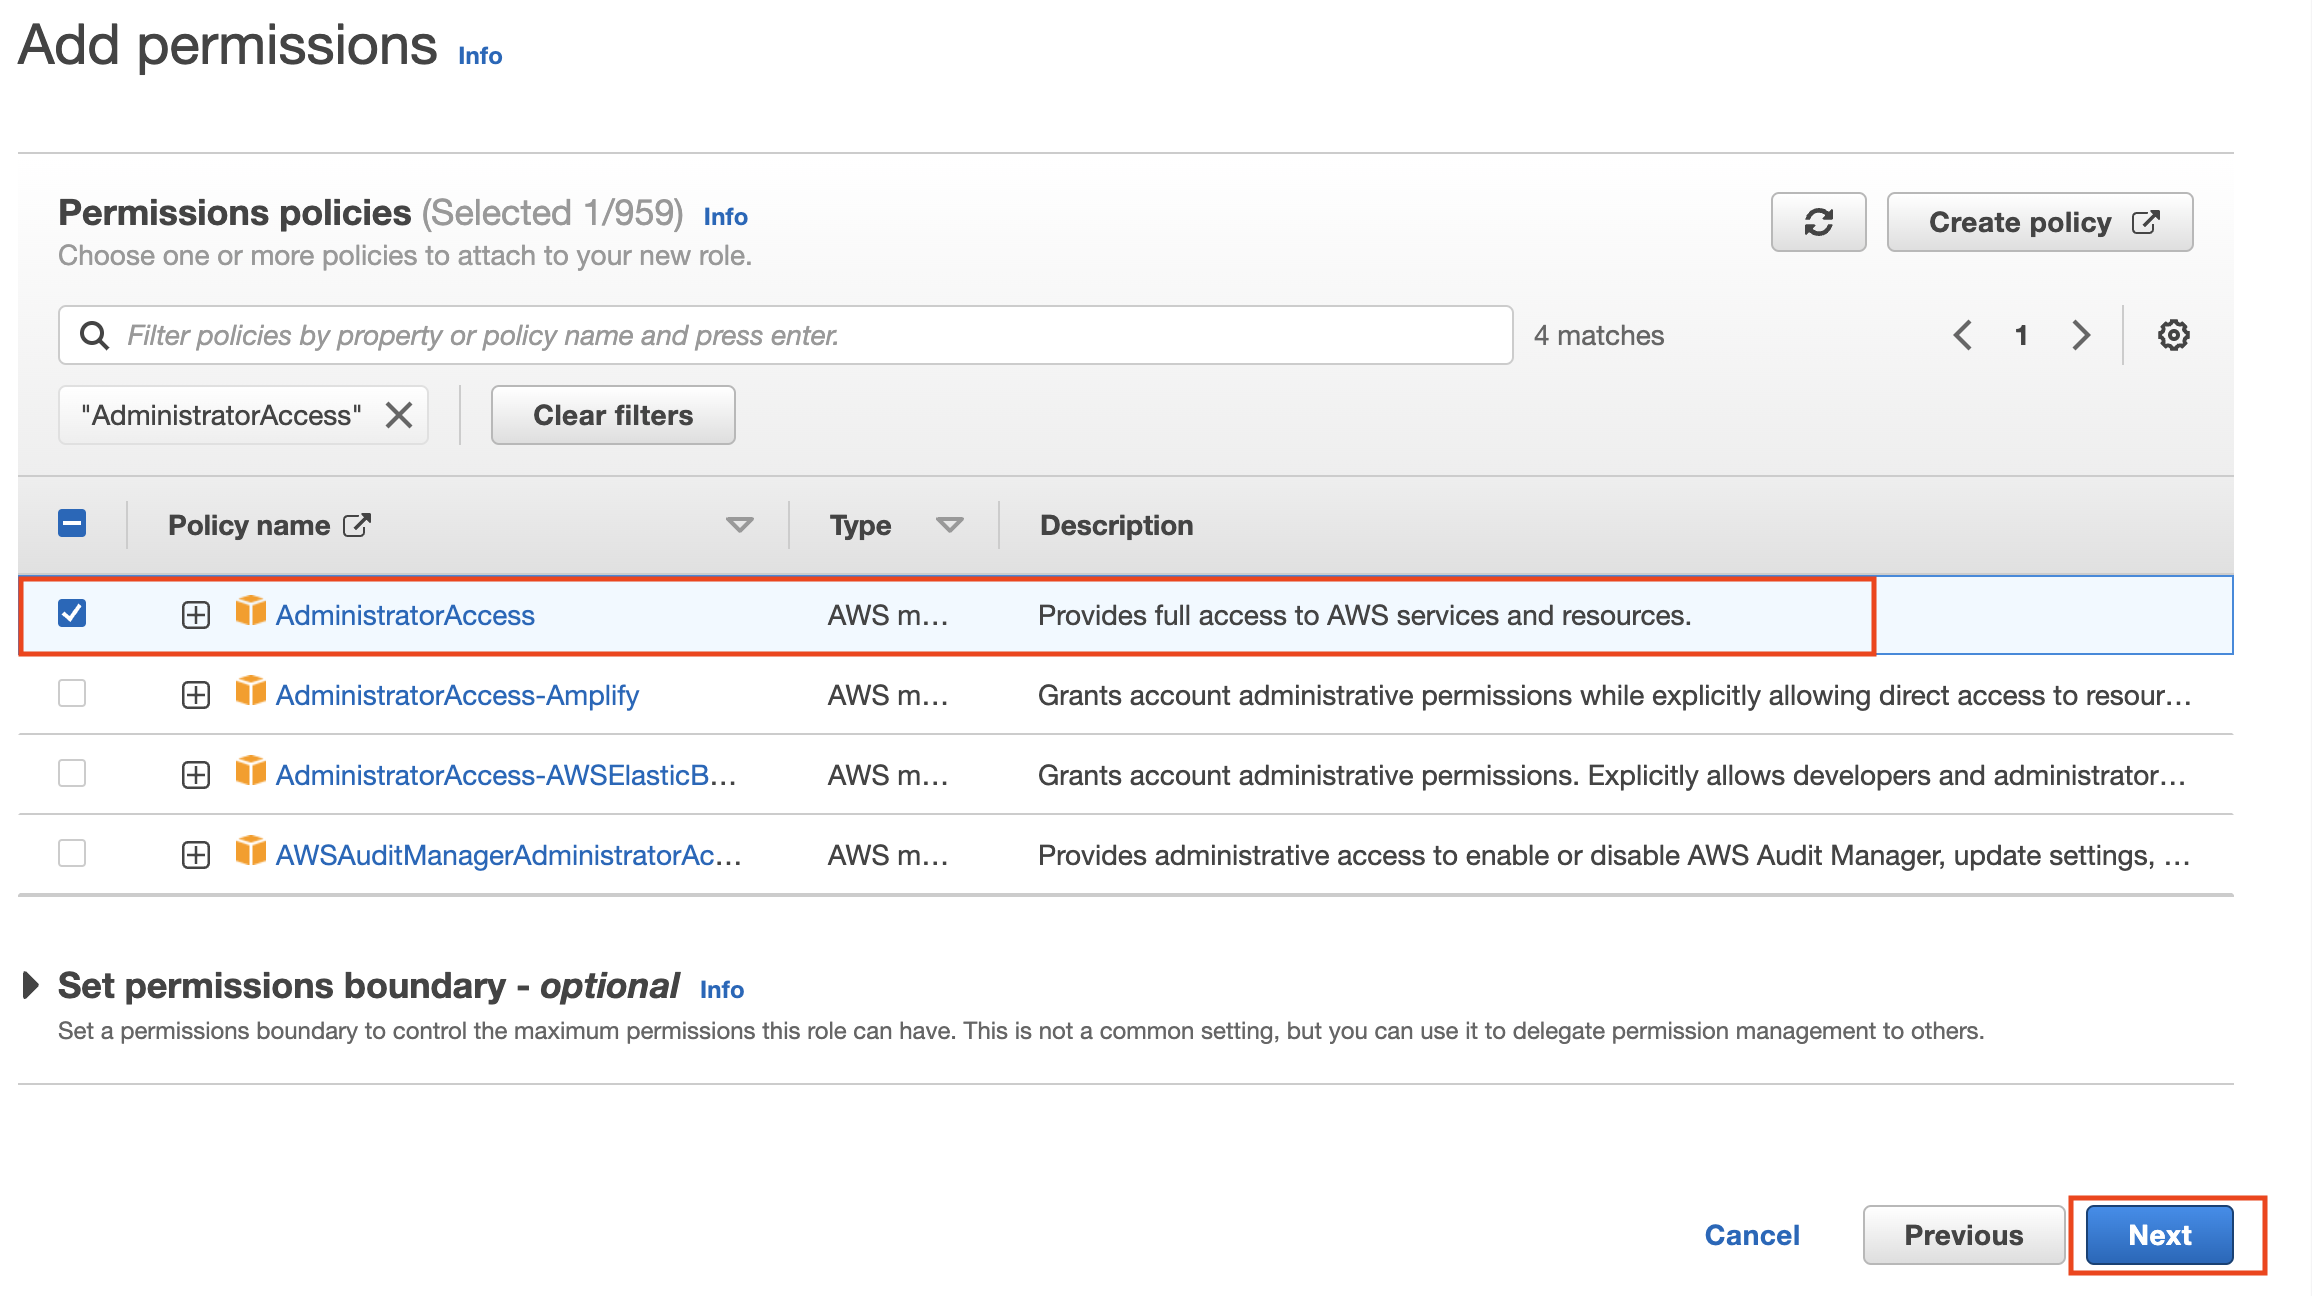 Add permissions Info
Permissions policies (Selected 1/959) Info
Create policy
Choose one or more policies to attach to your new role.
Filter policies by property or policy name and press enter.
4 matches
1
"AdministratorAccess"
Clear filters
Policy name Type Description
AdministratorAccess AWS m... Provides full access to AWS services and resources.
AdministratorAccess-Amplify AWS m... Grants account administrative permissions while explicitly allowing direct access to resour...
AdministratorAccess-AWSElasticB... AWS m... Grants account administrative permissions. Explicitly allows developers and administrator...
AWSAuditManagerAdministratorAc... AWS m... Provides administrative access to enable or disable AWS Audit Manager, update settings, ...
Set permissions boundary - optional Info
Set a permissions boundary to control the maximum permissions this role can have. This is not a common setting, but you can use it to delegate permission management to others.
Cancel Previous Next